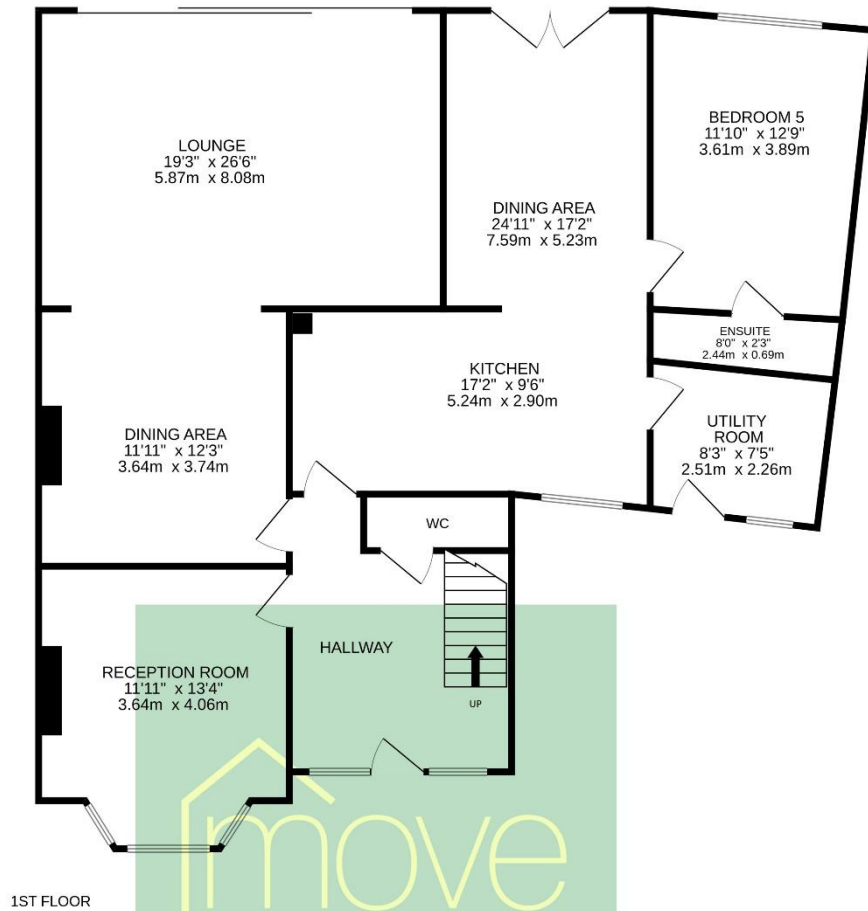 LOUNGE
19'3" x 26'6"
5.87m x 8.08m
DINING AREA
24'11" x 17'2"
7.59m x 5.23m
BEDROOM 5
11'10" x 12'9"
3.61m x 3.89m
ENSUITE
8'0" x 2'3"
2.44m x 0.69m
KITCHEN
17'2" x 9'6"
5.24m x 2.90m
DINING AREA
11'11" x 12'3"
3.64m x 3.74m
UTILITY
ROOM
8'3" x 7'5"
2.51m x 2.26m
WC
HALLWAY
RECEPTION ROOM
11'11" x 13'4"
3.64m x 4.06m
UP
move
1ST FLOOR